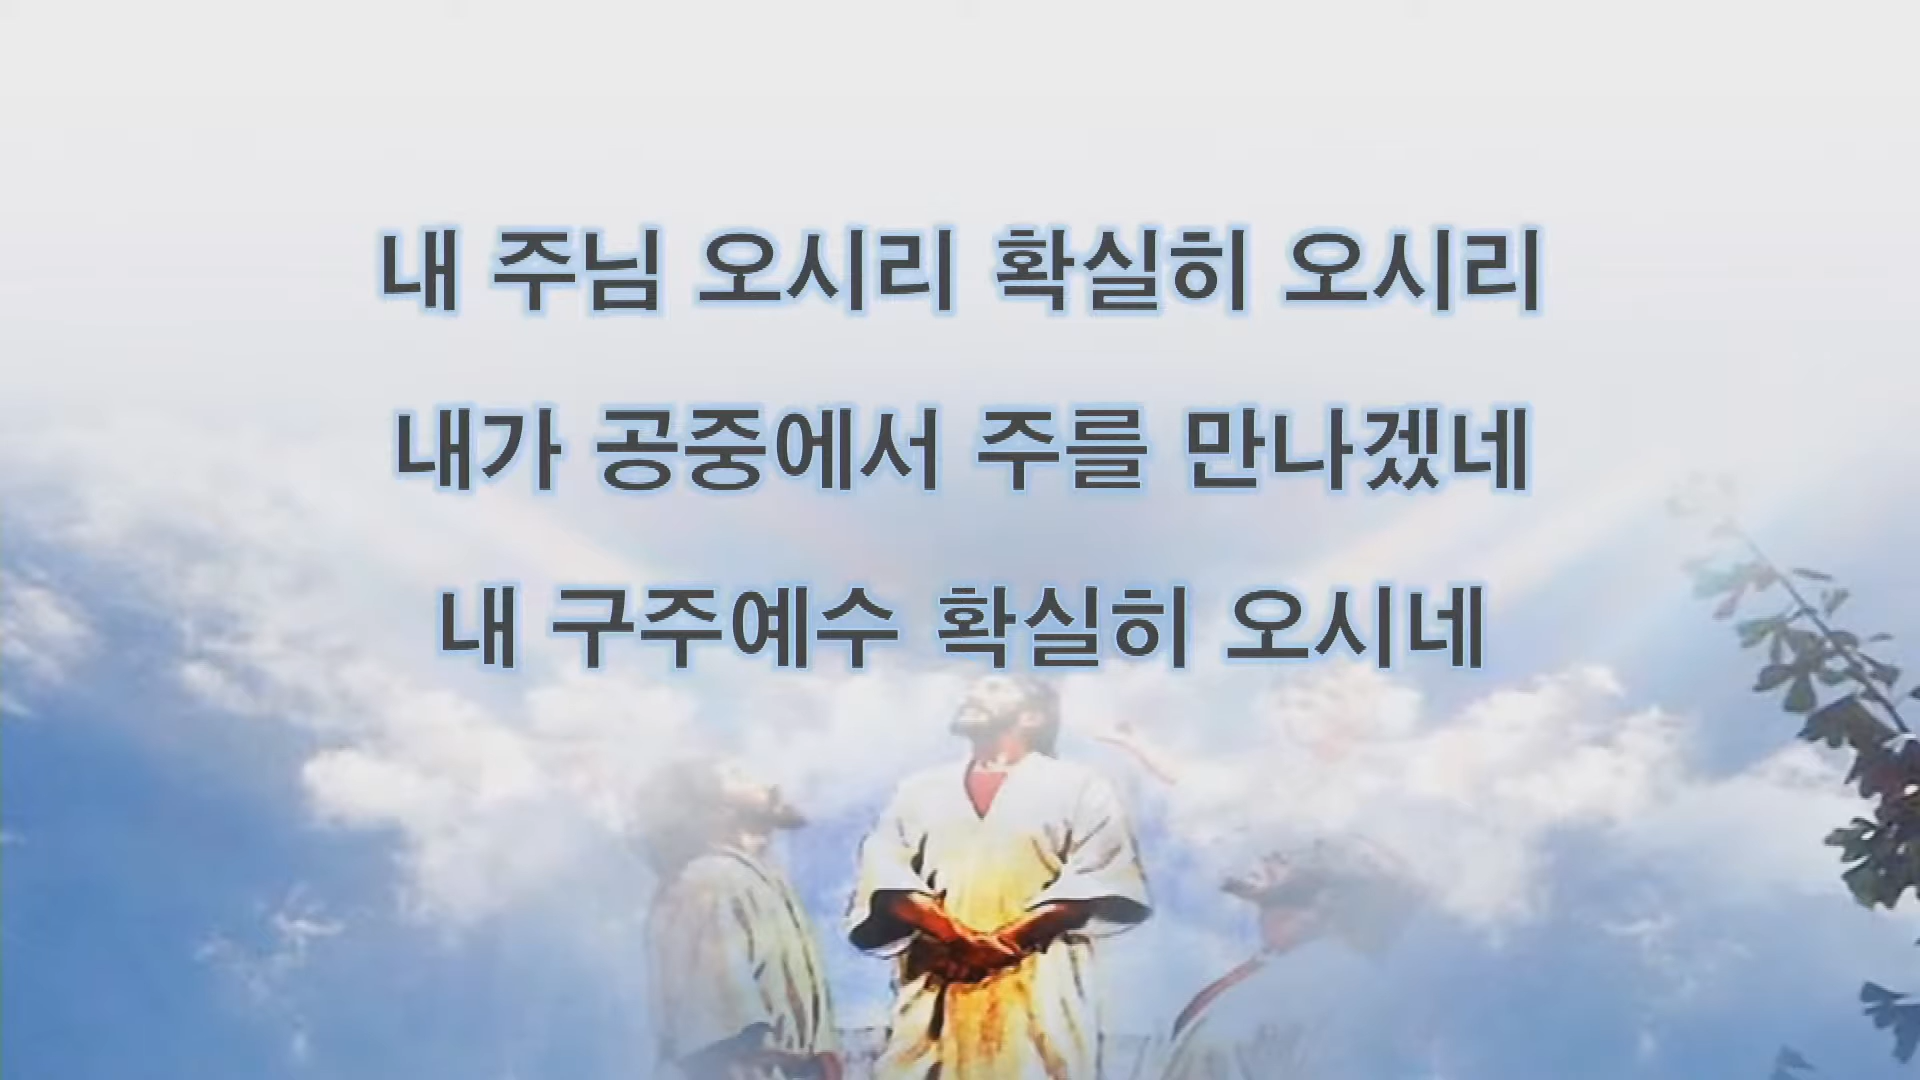 내 주님 오시리 확실히 오시리
내가 공중에서 주를 만나겠네
내 구주예수 확실히 오시네